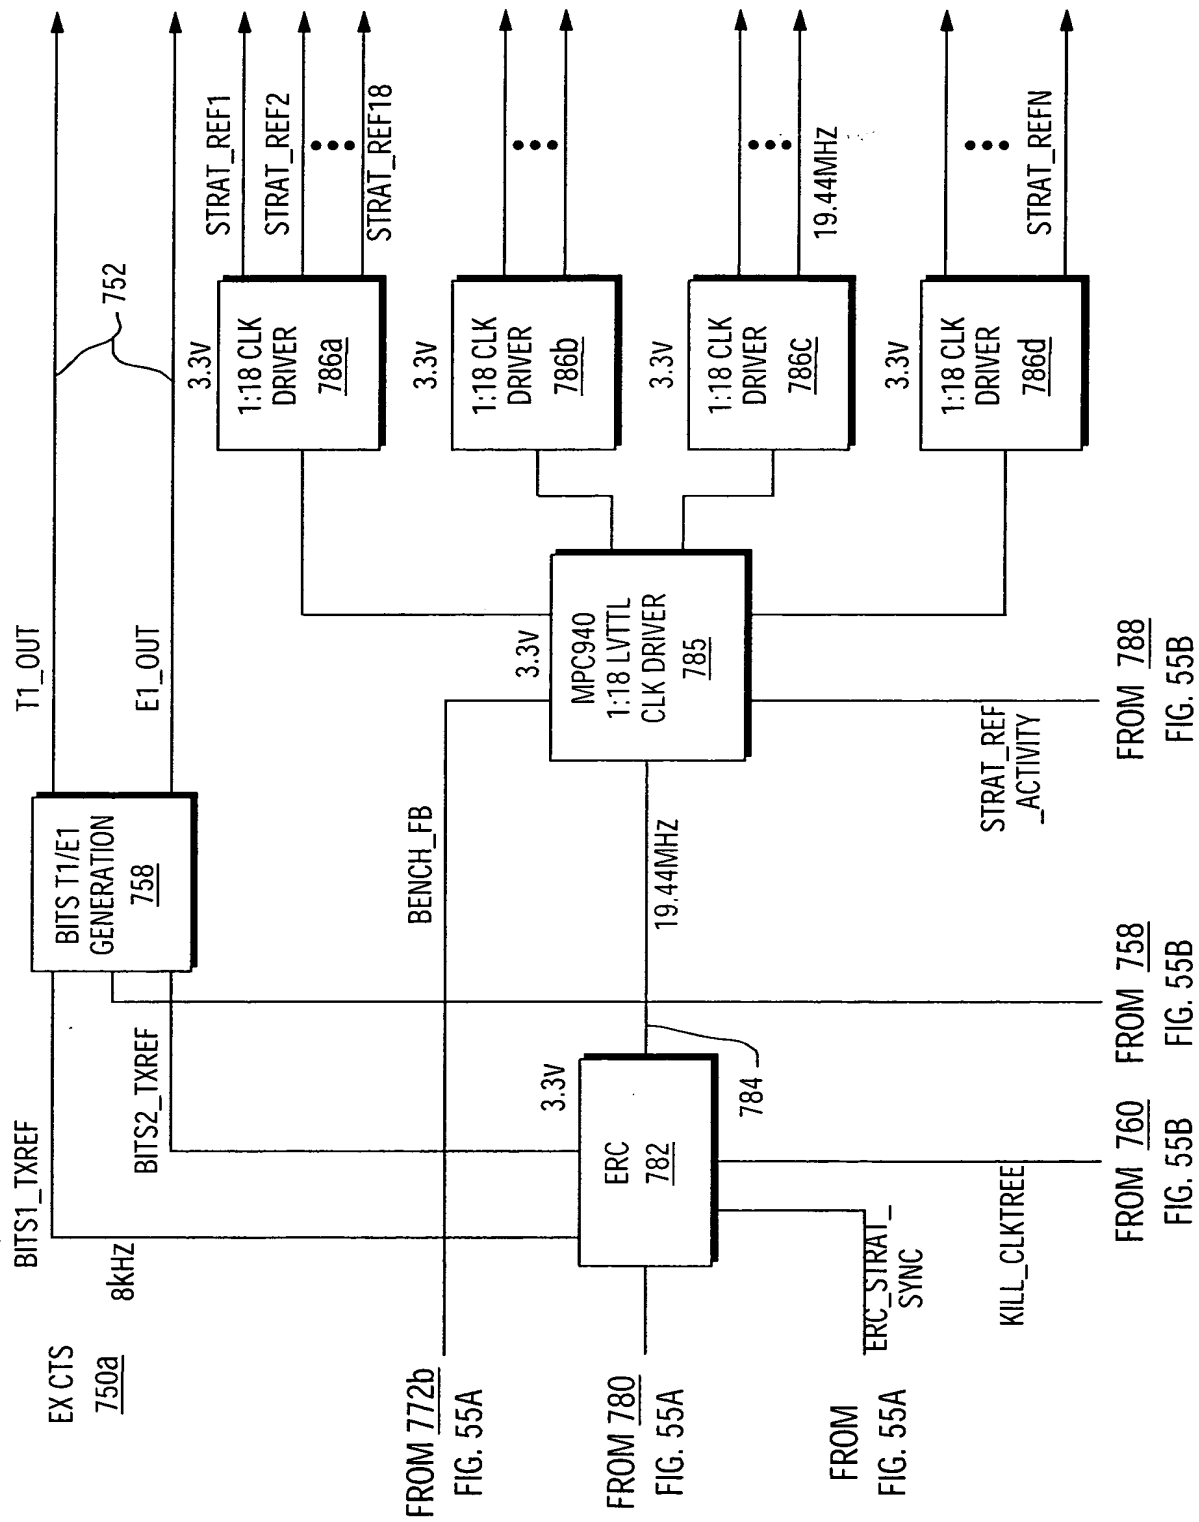 EX CTS
750a
BITS1_TXREF
8kHZ
BITS2_TXREF
BITS T1/E1
GENERATION
758
T1_OUT
E1_OUT
752
FROM 772b
FIG. 55A
BENCH_FB
FROM 780
FIG. 55A
ERC
782
3.3V
784
19.44MHZ
3.3V
MPC940
1:18 LVTTL
CLK DRIVER
785
3.3V
1:18 CLK
DRIVER
786a
STRAT_REF1
STRAT_REF2
STRAT_REF18
3.3V
1:18 CLK
DRIVER
786b
3.3V
1:18 CLK
DRIVER
786c
19.44MHZ
3.3V
1:18 CLK
DRIVER
786d
STRAT_REFN
FROM
FIG. 55A
ERC_STRAT_
SYNC
KILL_CLKTREE
FROM 760
FIG. 55B
FROM 758
FIG. 55B
STRAT_REF
_ACTIVITY
FROM 788
FIG. 55B